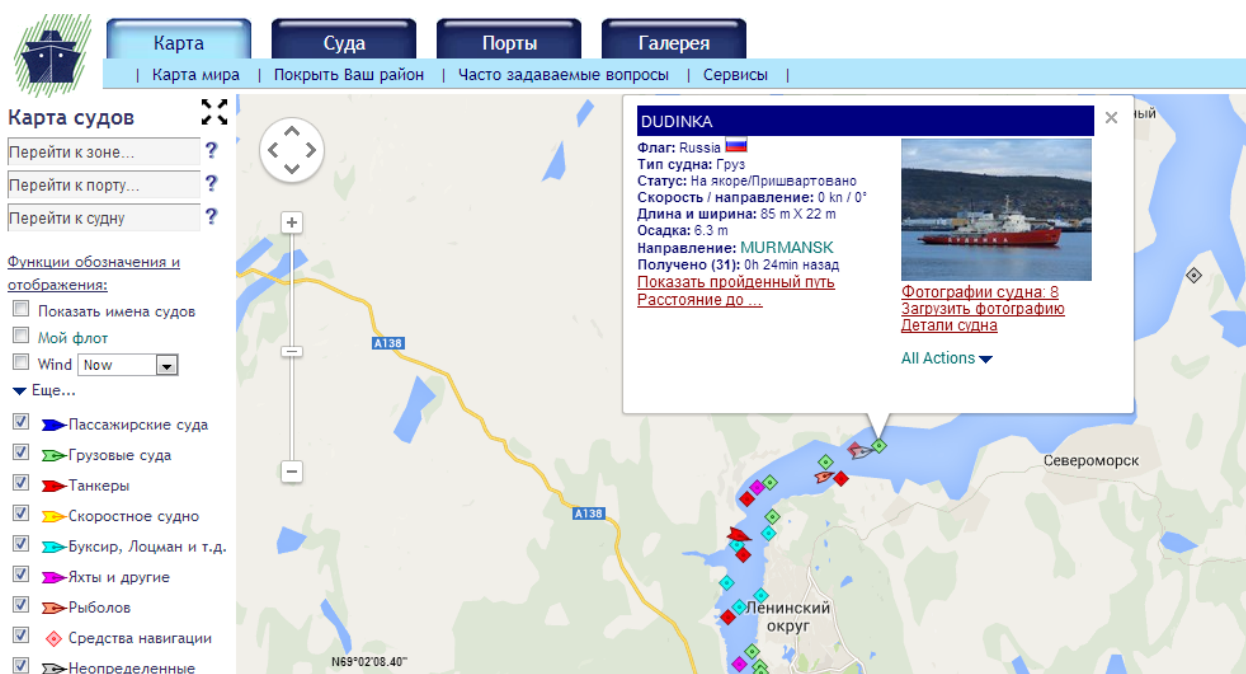 Карта
Суда
Порты
Галерея
| Карта мира | Покрыть Ваш район | Часто задаваемые вопросы | Сервисы |
Карта судов
Перейти к зоне... ?
Перейти к порту... ?
Перейти к судну ?
Функции обозначения и
отображения:
Показать имена судов
Мой флот
Wind Now
Еще...
Пассажирские суда
Грузовые суда
Танкеры
Скоростное судно
Буксир, Лоцман и т.д.
Яхты и другие
Рыболов
Средства навигации
Неопределенные
DUDINKA
Флаг: Russia
Тип судна: Груз
Статус: На якоре/Пришвартовано
Скорость / направление: 0 kn / 0°
Длина и ширина: 85 m X 22 m
Осадка: 6.3 m
Направление: MURMANSK
Получено (31): 0h 24min назад
Показать пройденный путь
Расстояние до ...
Фотографии судна: 8
Загрузить фотографию
Детали судна
All Actions
ный
A138
A138
Североморск
Ленинский
округ
N69°02'08.40"